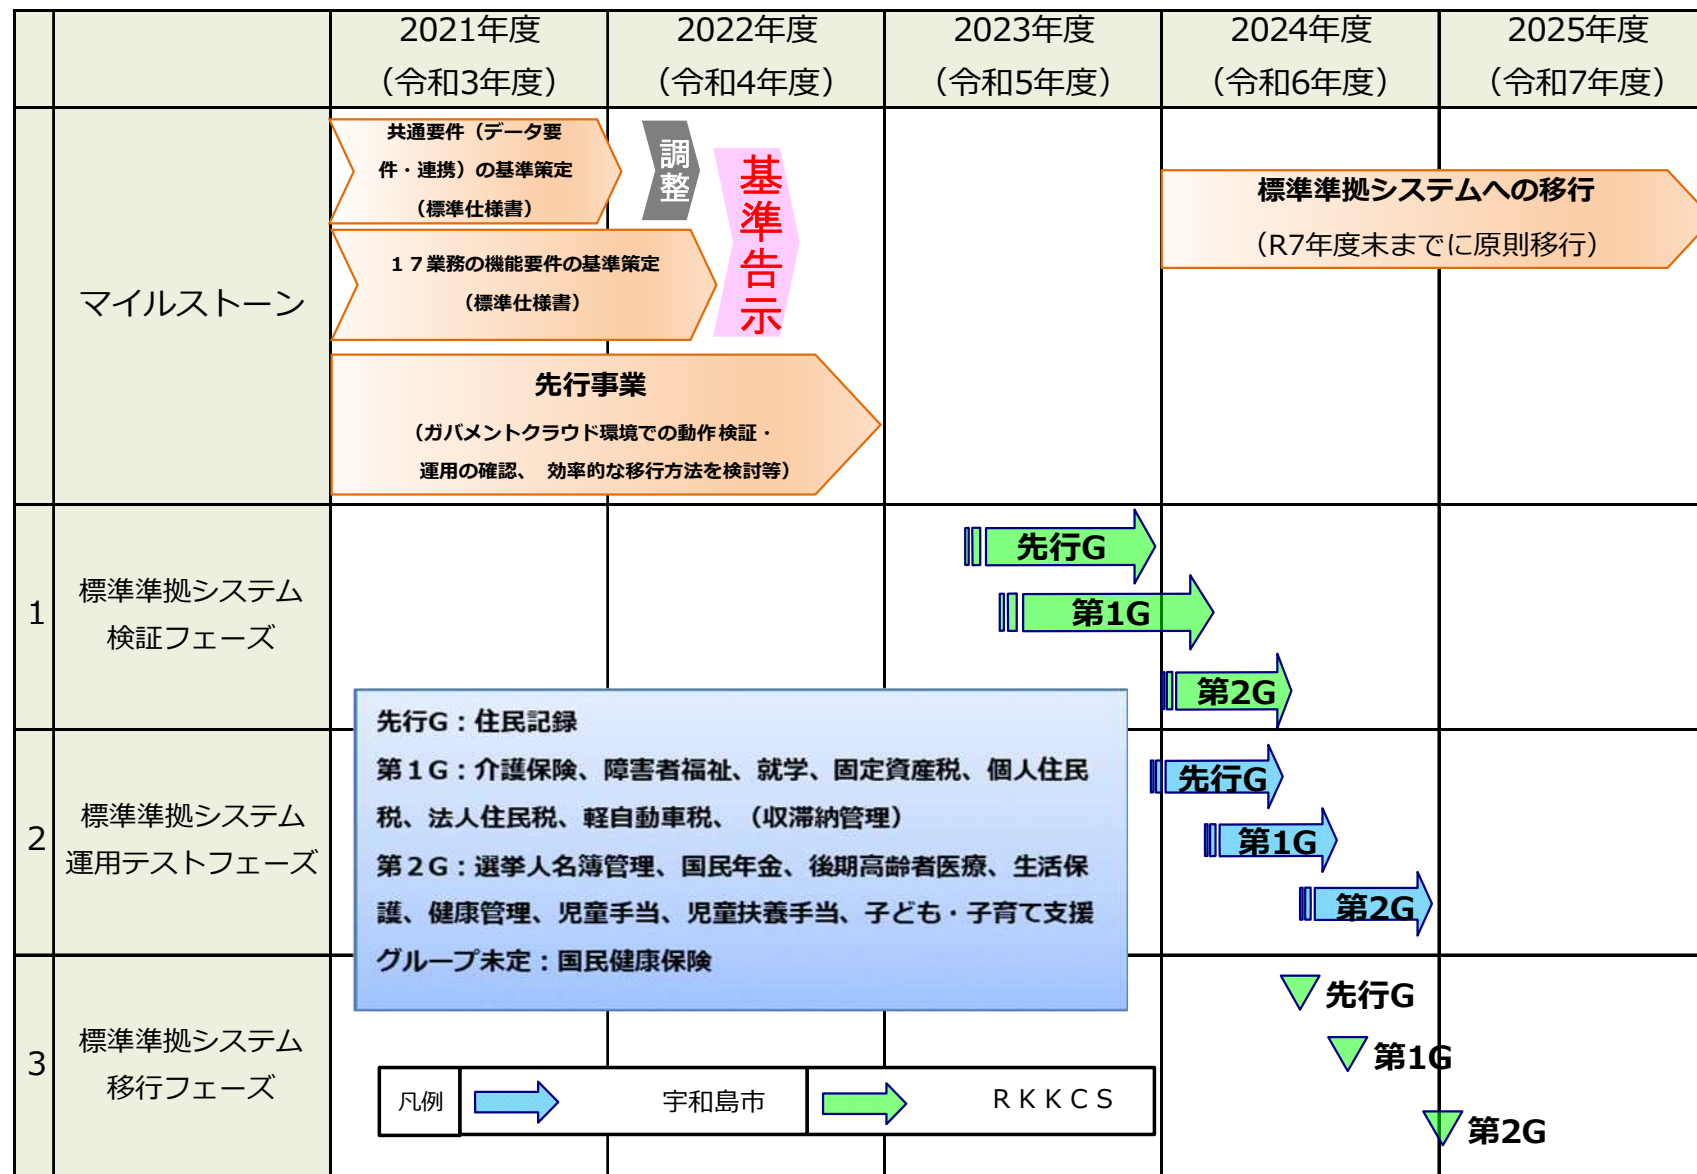 2021年度
（令和3年度）
2022年度
（令和4年度）
2023年度
（令和5年度）
2024年度
（令和6年度）
2025年度
（令和7年度）
マイルストーン
共通要件（データ要
件・連携）の基準策定
（標準仕様書）
調整
基準告示
１７業務の機能要件の基準策定
（標準仕様書）
先行事業
（ガバメントクラウド環境での動作検証・
運用の確認、 効率的な移行方法を検討等）
標準準拠システムへの移行
（R7年度末までに原則移行）
1
標準準拠システム
検証フェーズ
先行G
第1G
第2G
2
標準準拠システム
運用テストフェーズ
先行G
第1G
第2G
先行G：住民記録
第１G：介護保険、障害者福祉、就学、固定資産税、個人住民
税、法人住民税、軽自動車税、（収滞納管理）
第２G：選挙人名簿管理、国民年金、後期高齢者医療、生活保
護、健康管理、児童手当、児童扶養手当、子ども・子育て支援
グループ未定：国民健康保険
3
標準準拠システム
移行フェーズ
先行G
第1G
第2G
凡例
宇和島市
ＲＫＫＣＳ